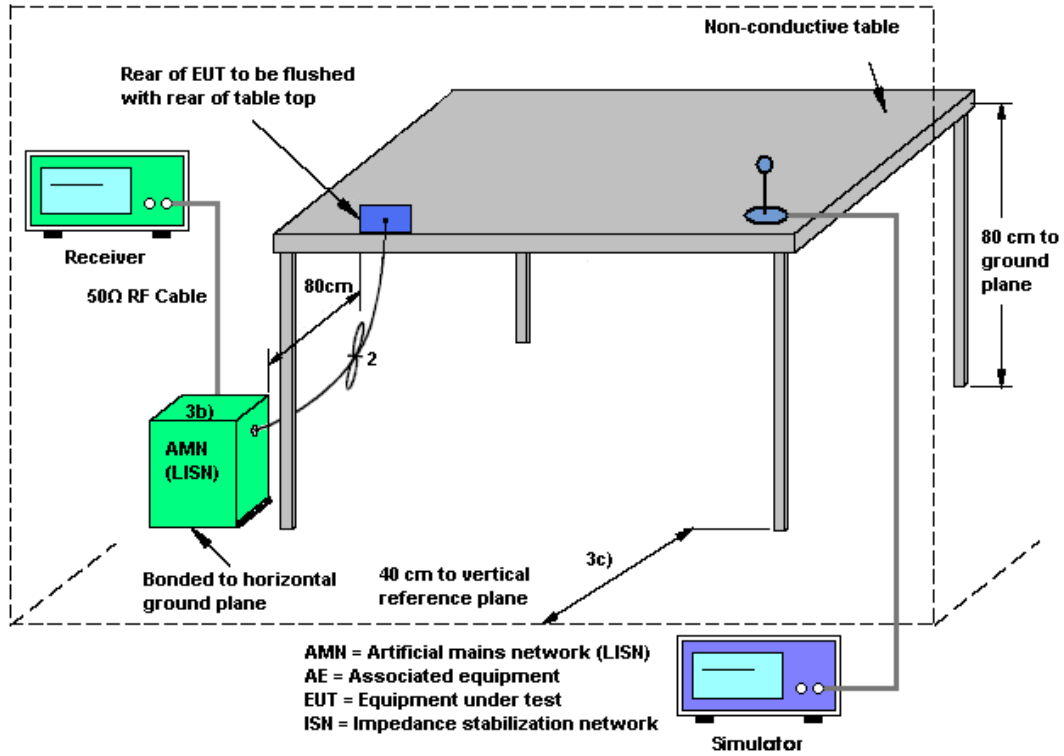 Non-conductive table
Rear of EUT to be flushed
with rear of table top
Receiver
80 cm to
ground
plane
80cm
50Ω RF Cable
2
3b)
AMN
(LISN)
3c)
Bonded to horizontal
ground plane
40 cm to vertical
reference plane
AMN = Artificial mains network (LISN)
AE = Associated equipment
EUT = Equipment under test
ISN = Impedance stabilization network
Simulator